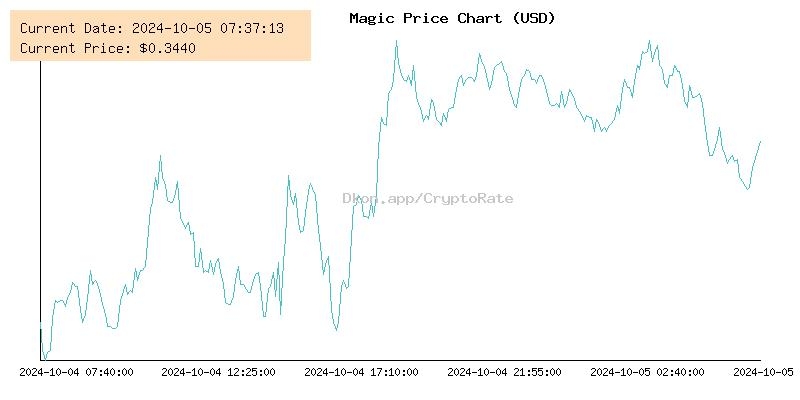 Magic Price Chart (USD)
Current Date: 2024-10-05 07:37:13
Current Price: $0.3440
Dkon.app/CryptoRate
2024-10-04 07:40:00 2024-10-04 12:25:00 2024-10-04 17:10:00 2024-10-04 21:55:00 2024-10-05 02:40:00 2024-10-05